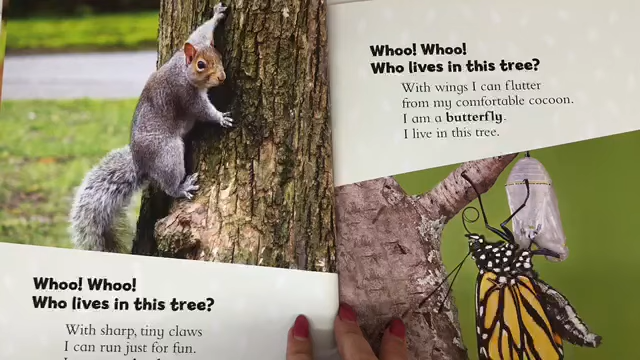 Whoo! Whoo!
Who lives in this tree?
With sharp, tiny claws
I can run just for fun.
Whoo! Whoo!
Who lives in this tree?
With wings I can flutter
from my comfortable cocoon.
I am a butterfly.
I live in this tree.